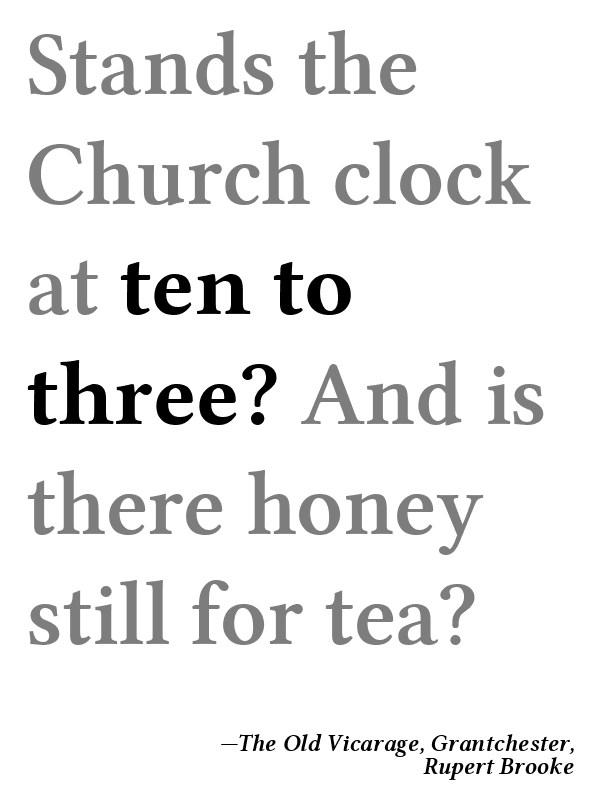 Stands the
Church clock
at ten to
three? And is
there honey
still for tea?
—The Old Vicarage, Grantchester,
Rupert Brooke